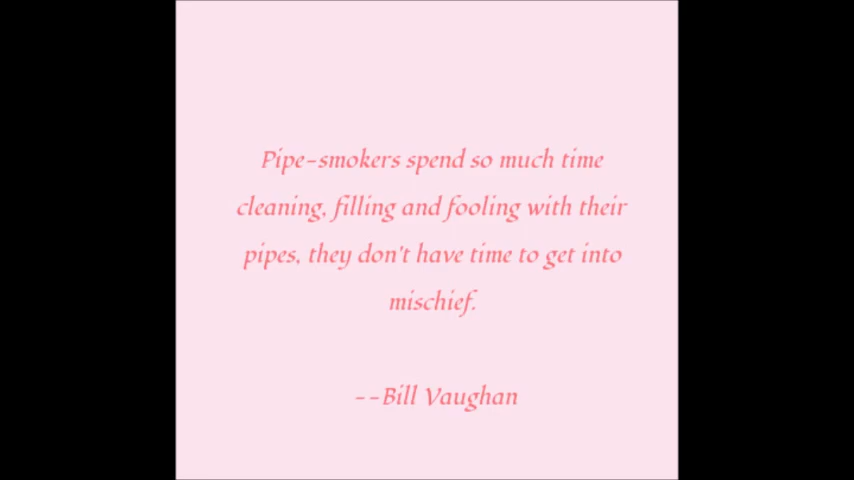 Pipe-smokers spend so much time
cleaning, filling and fooling with their
pipes, they don't have time to get into
mischief.
--Bill Vaughan